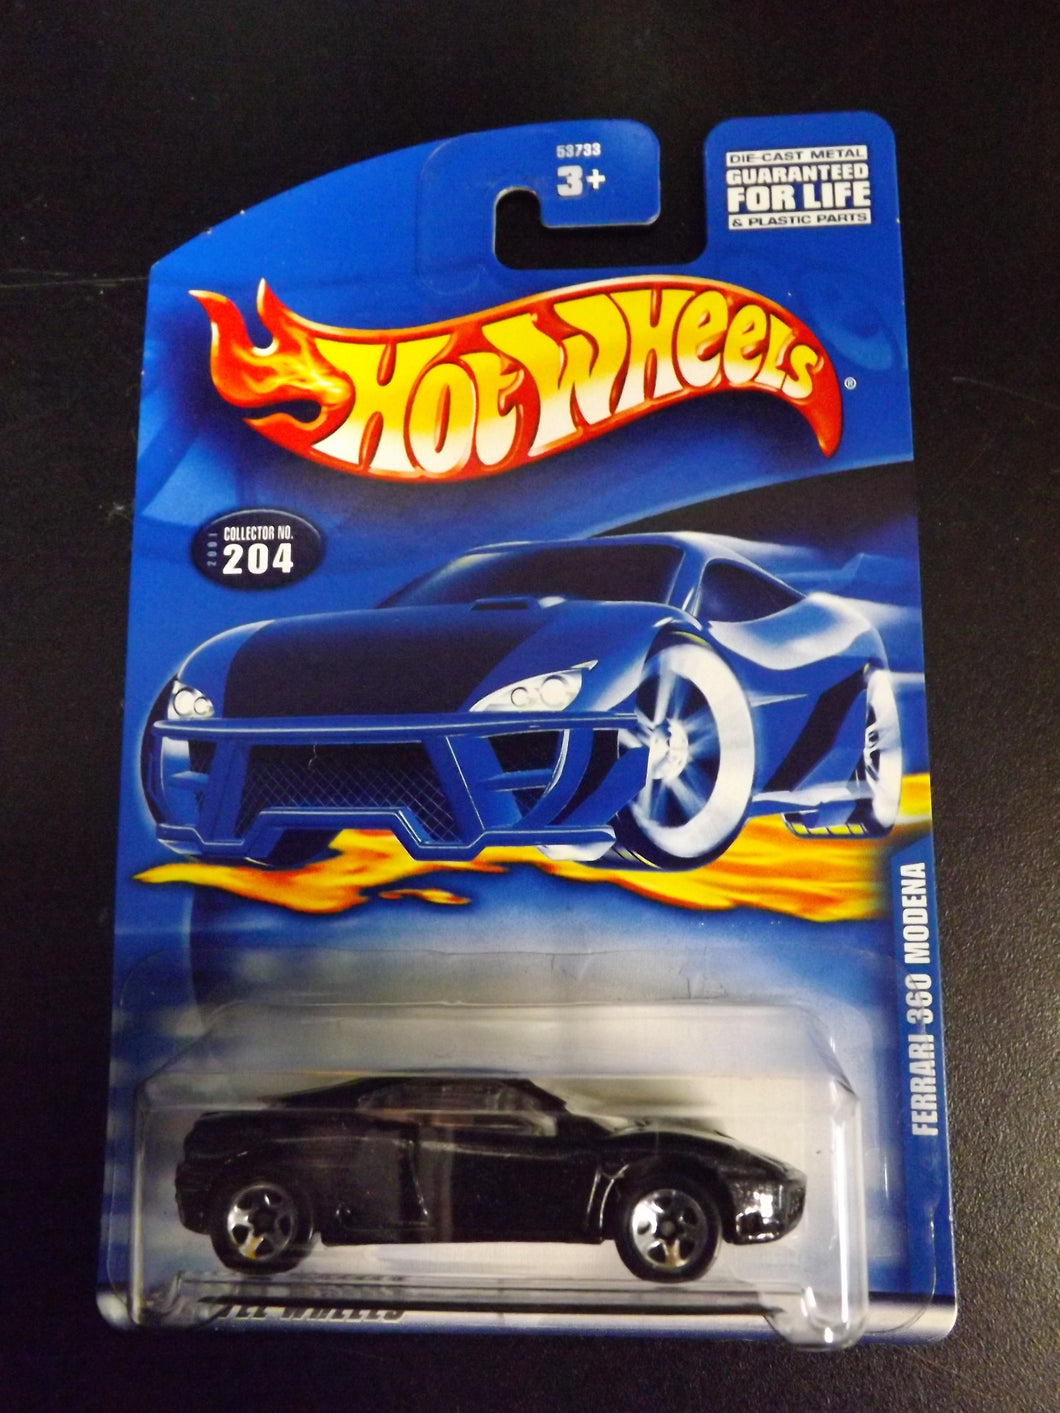 53733
3+
DIE-CAST METAL
GUARANTEED
FOR LIFE
& PLASTIC PARTS
HOT WHEELS
®
2001
COLLECTOR NO.
204
FERRARI 360 MODENA
WHEELS